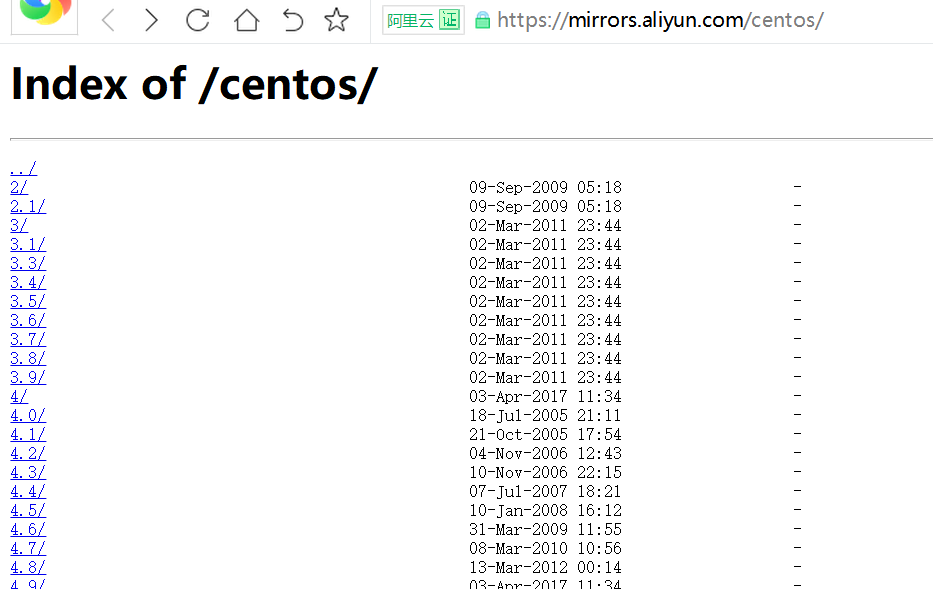 阿里云 证 https://mirrors.aliyun.com/centos/
Index of /centos/
../
2/ 09-Sep-2009 05:18 -
2.1/ 09-Sep-2009 05:18 -
3/ 02-Mar-2011 23:44 -
3.1/ 02-Mar-2011 23:44 -
3.3/ 02-Mar-2011 23:44 -
3.4/ 02-Mar-2011 23:44 -
3.5/ 02-Mar-2011 23:44 -
3.6/ 02-Mar-2011 23:44 -
3.7/ 02-Mar-2011 23:44 -
3.8/ 02-Mar-2011 23:44 -
3.9/ 02-Mar-2011 23:44 -
4/ 03-Apr-2017 11:34 -
4.0/ 18-Jul-2005 21:11 -
4.1/ 21-Oct-2005 17:54 -
4.2/ 04-Nov-2006 12:43 -
4.3/ 10-Nov-2006 22:15 -
4.4/ 07-Jul-2007 18:21 -
4.5/ 10-Jan-2008 16:12 -
4.6/ 31-Mar-2009 11:55 -
4.7/ 08-Mar-2010 10:56 -
4.8/ 13-Mar-2012 00:14 -
4.9/ 03-Apr-2017 11:34 -